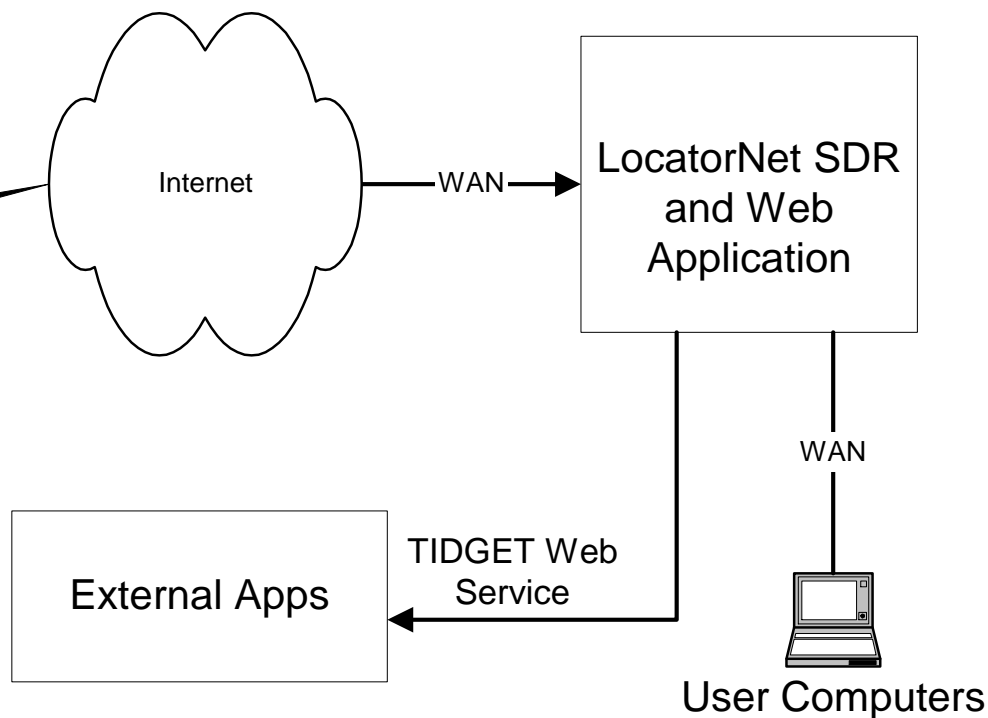 Internet
WAN
LocatorNet SDR
and Web
Application
WAN
TIDGET Web
Service
External Apps
User Computers